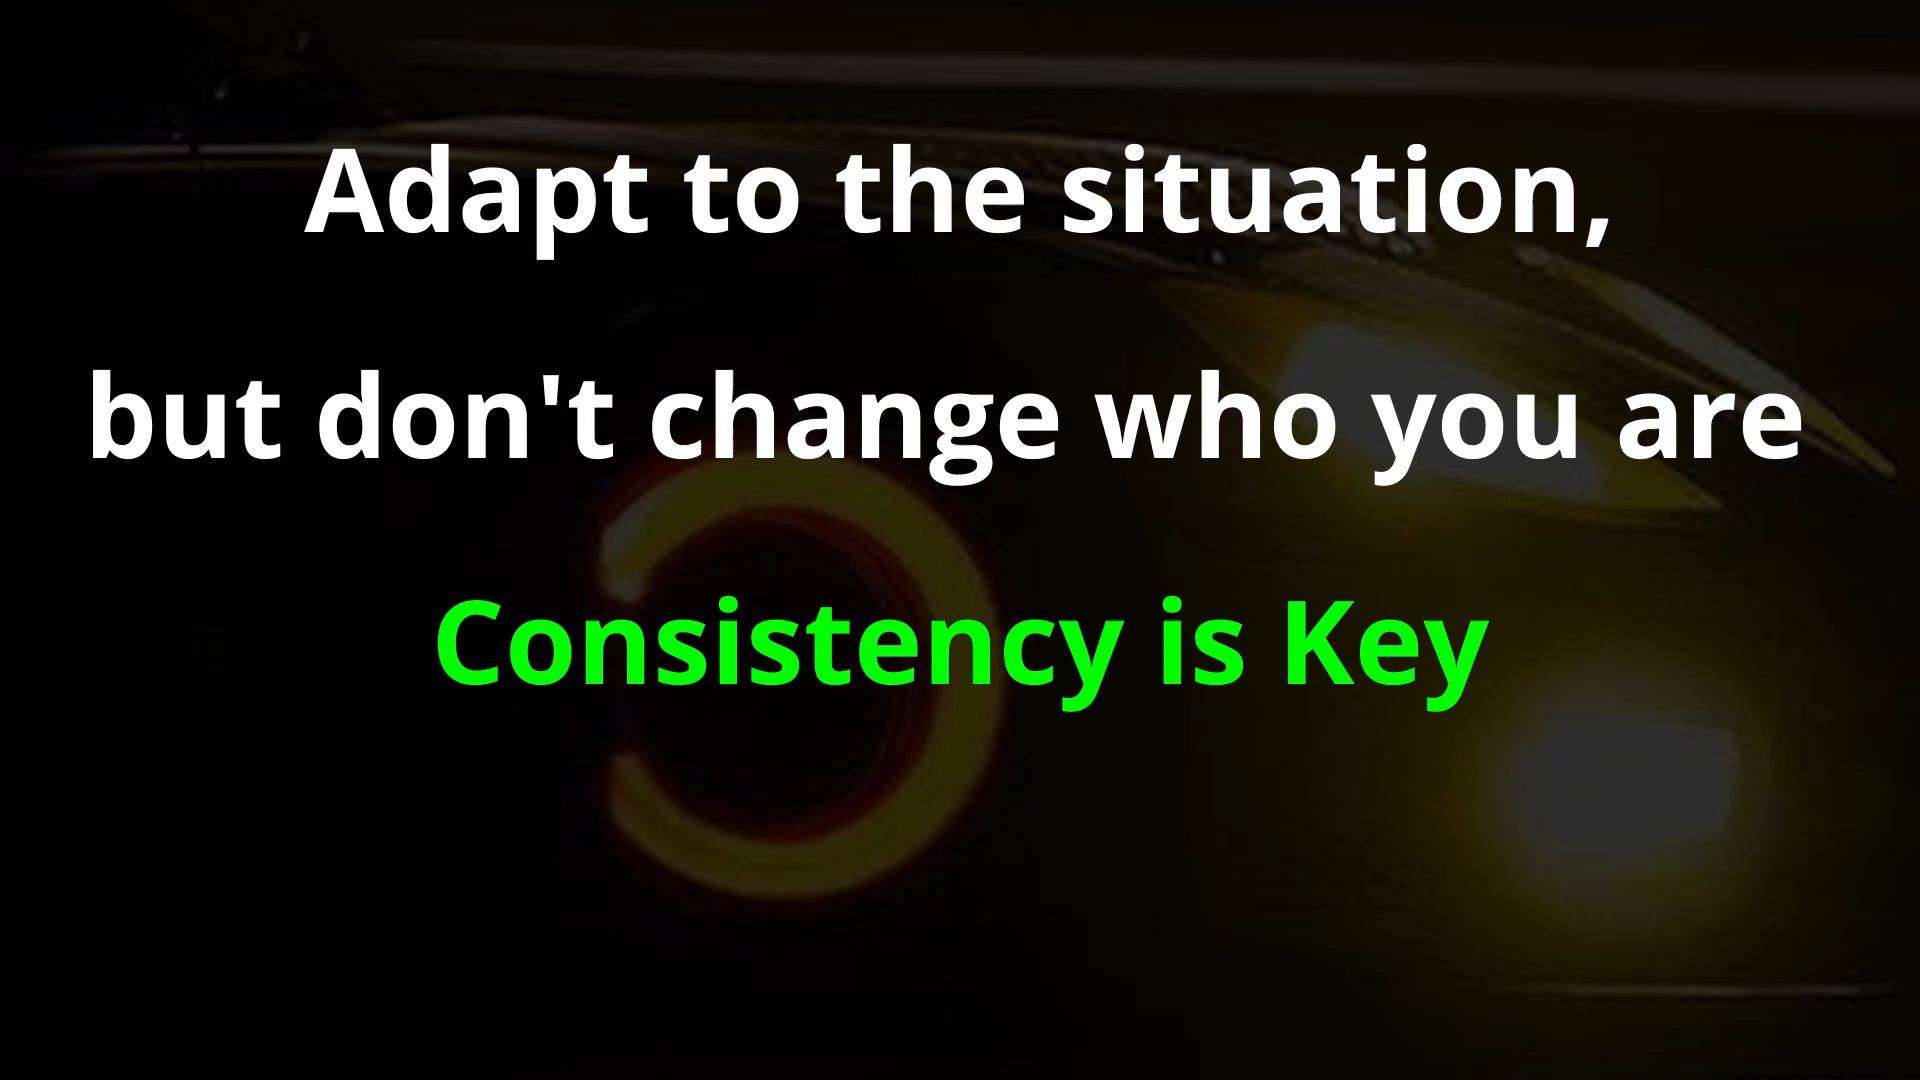 Adapt to the situation,
but don't change who you are
Consistency is Key